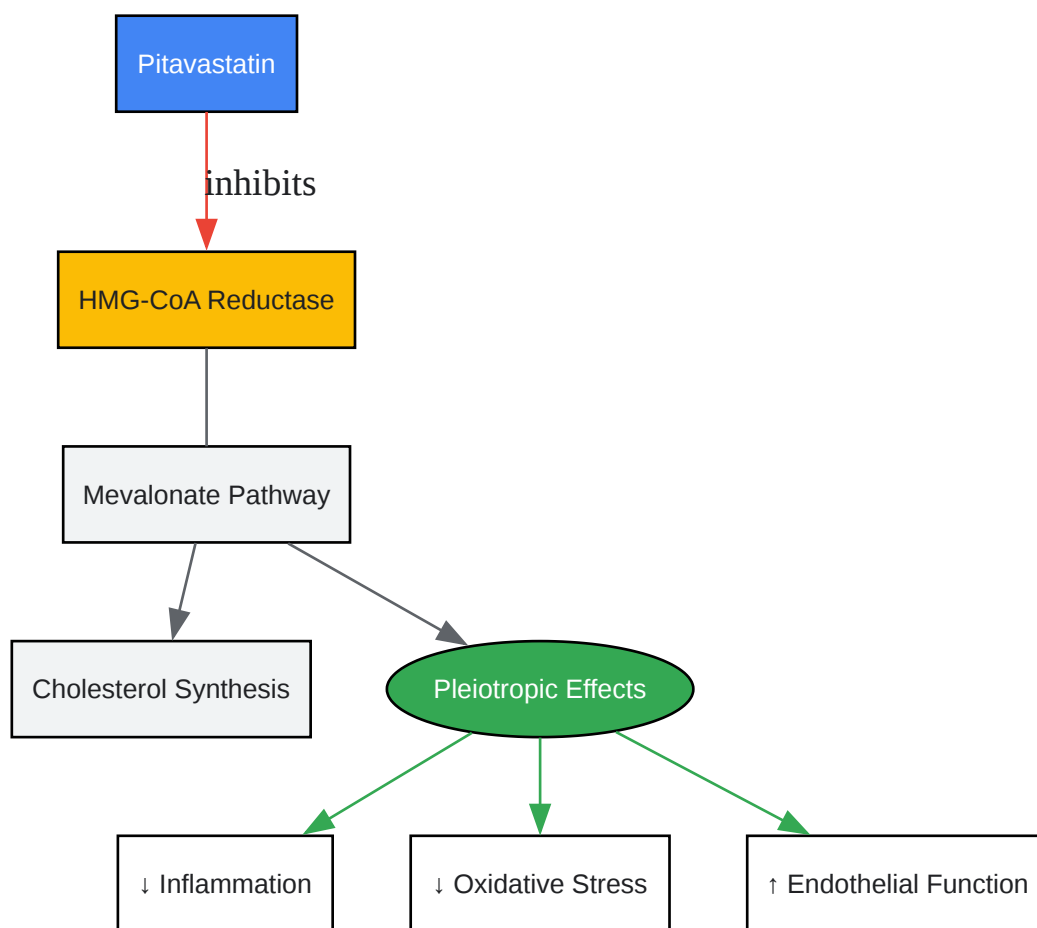 Pitavastatin
inhibits
HMG-CoA Reductase
Mevalonate Pathway
Cholesterol Synthesis
Pleiotropic Effects
↓ Inflammation
↓ Oxidative Stress
↑ Endothelial Function